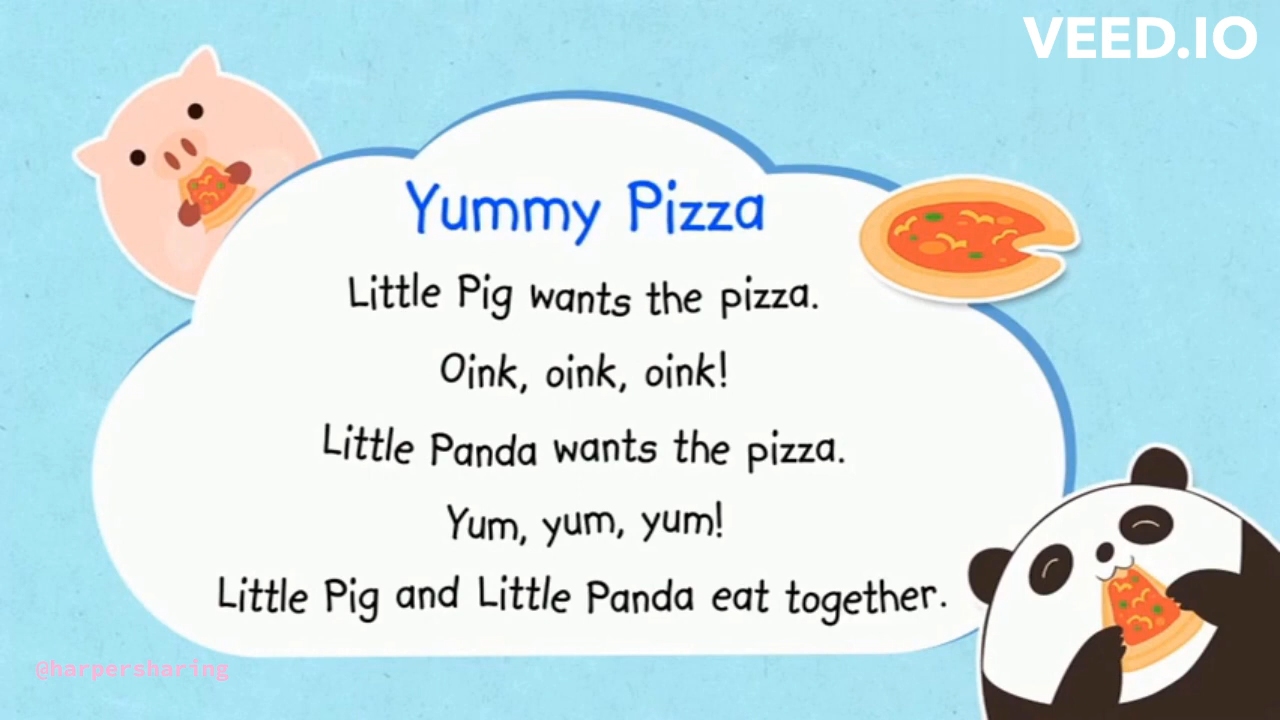 VEED.IO
Yummy Pizza
Little Pig wants the pizza.
Oink, oink, oink!
Little Panda wants the pizza.
Yum, yum, yum!
Little Pig and Little Panda eat together.
@harpersharing